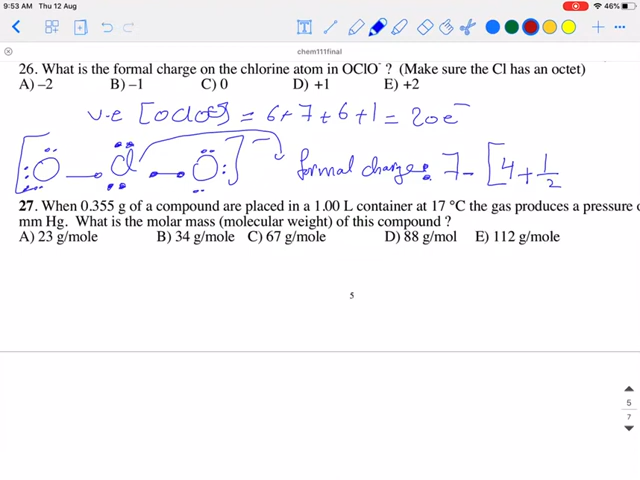 9:53 AM Thu 12 Aug
46%
chem111final
26. What is the formal charge on the chlorine atom in OClO⁻ ? (Make sure the Cl has an octet)
A) –2 B) –1 C) 0 D) +1 E) +2
v.e [OClO⁻] = 6+7+6+1 = 20e⁻
[:Ö — Cl — Ö:]⁻ formal charge: 7 - [4 + 1/2
27. When 0.355 g of a compound are placed in a 1.00 L container at 17 °C the gas produces a pressure o
mm Hg. What is the molar mass (molecular weight) of this compound ?
A) 23 g/mole B) 34 g/mole C) 67 g/mole D) 88 g/mol E) 112 g/mole
5
5
7